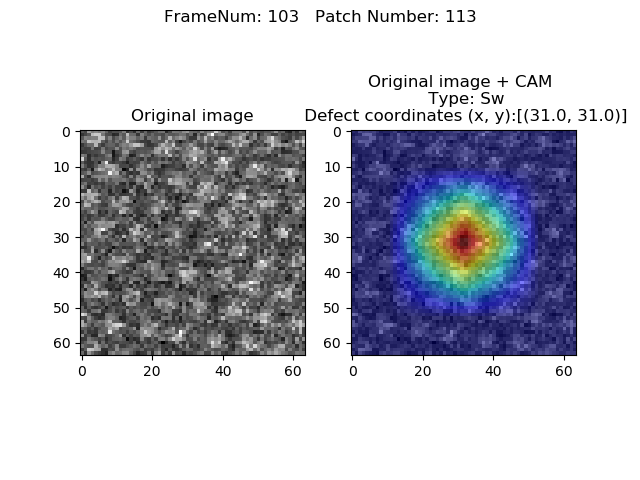 FrameNum: 103   Patch Number: 113
Original image
Original image + CAM
Type: Sw
Defect coordinates (x, y):[(31.0, 31.0)]
0
10
20
30
40
50
60
0 20 40 60
0
10
20
30
40
50
60
0 20 40 60